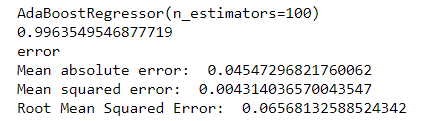 AdaBoostRegressor(n_estimators=100)
0.9963549546877719
error
Mean absolute error:  0.04547296821760062
Mean squared error:  0.004314036570043547
Root Mean Squared Error:  0.06568132588524342